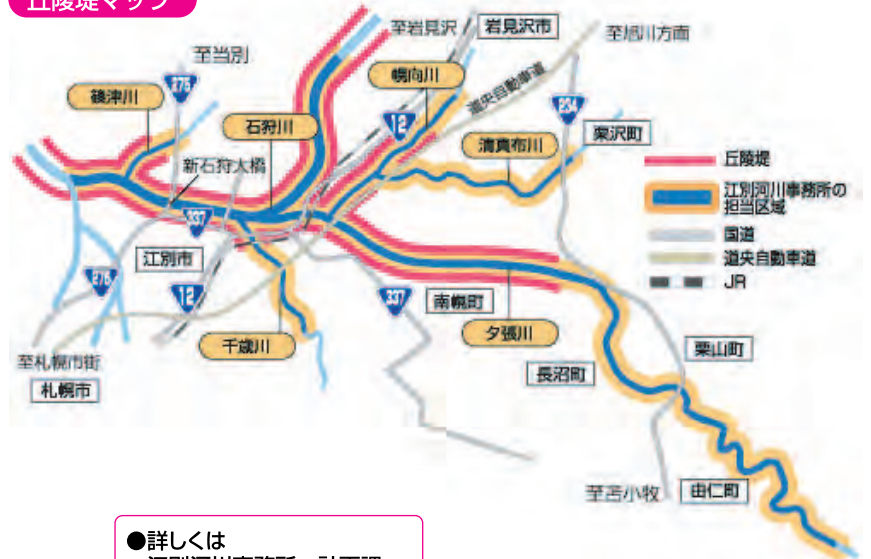 丘陵堤マップ
至岩見沢
岩見沢市
至旭川方面
至当別
275
幌向川
道央自動車道
篠津川
234
石狩川
12
栗沢町
清真布川
丘陵堤
新石狩大橋
江別河川事務所の
担当区域
337
国道
江別市
道央自動車道
275
JR
12
337
南幌町
千歳川
夕張川
栗山町
至札幌市街
長沼町
札幌市
至苫小牧
由仁町
●詳しくは